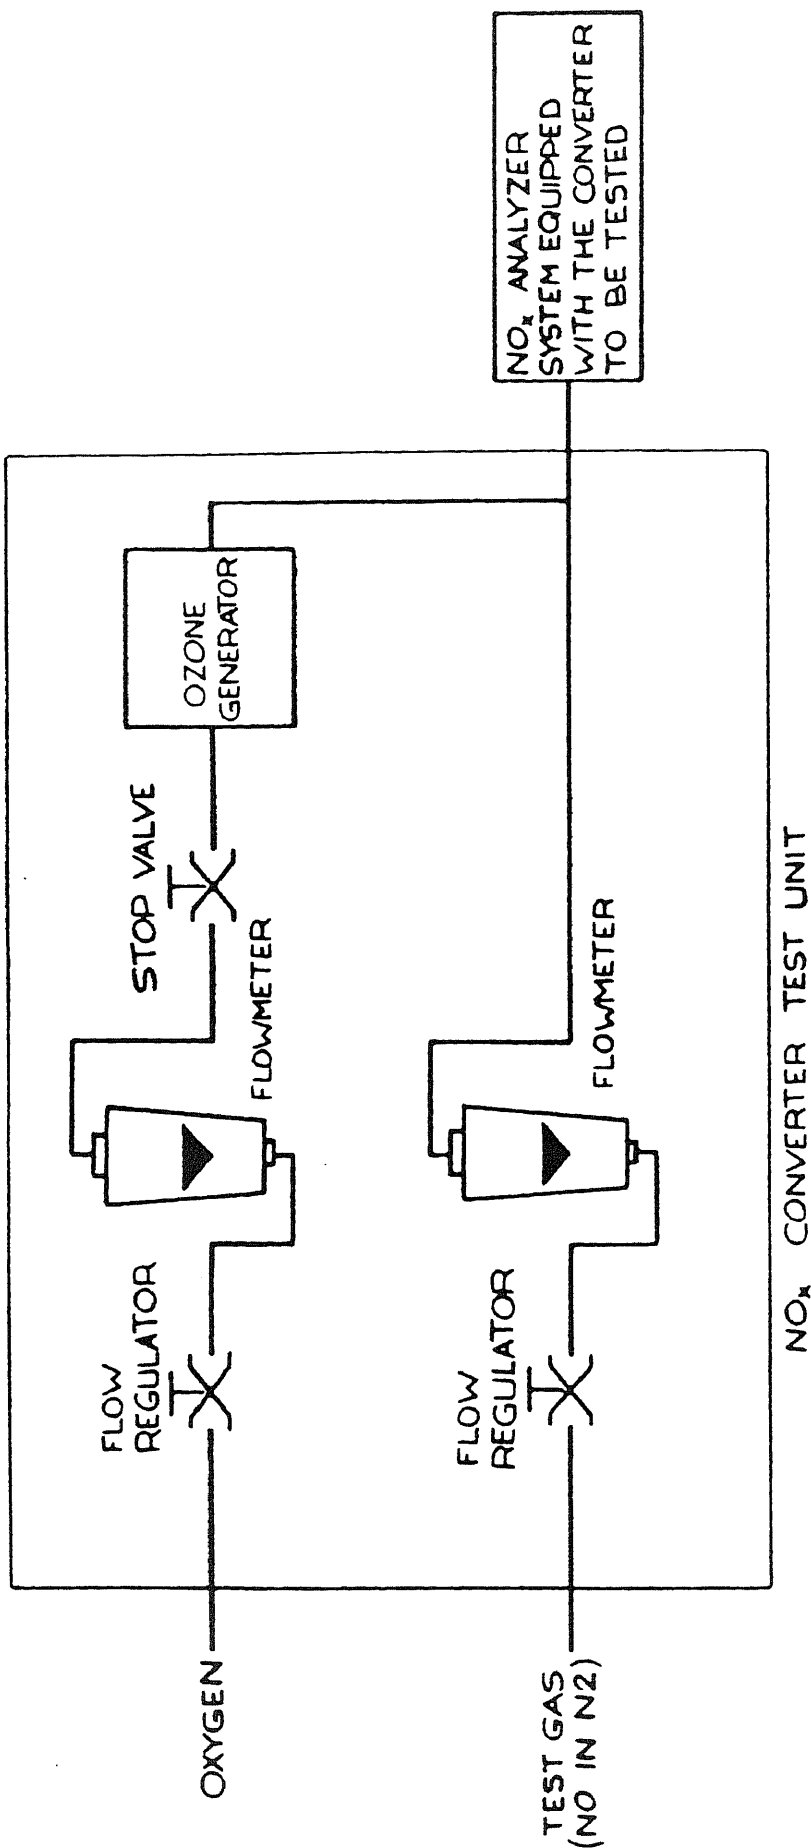 OXYGEN
FLOW
REGULATOR
FLOWMETER
STOP VALVE
OZONE
GENERATOR
TEST GAS
(NO IN N2)
FLOW
REGULATOR
FLOWMETER
NOx ANALYZER
SYSTEM EQUIPPED
WITH THE CONVERTER
TO BE TESTED
NOx CONVERTER TEST UNIT